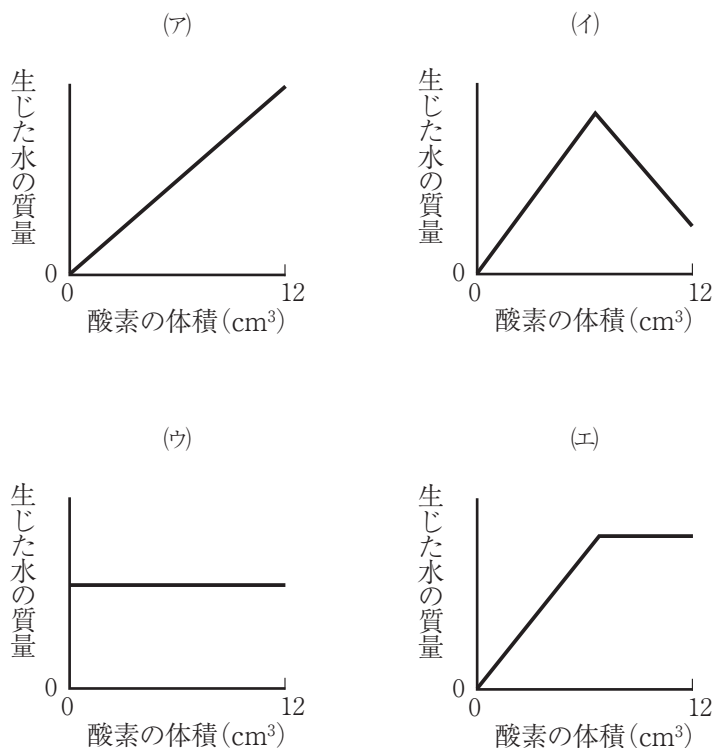 (ア)
生じた水の質量
0
0
12
酸素の体積(cm³)
(イ)
生じた水の質量
0
0
12
酸素の体積(cm³)
(ウ)
生じた水の質量
0
0
12
酸素の体積(cm³)
(エ)
生じた水の質量
0
0
12
酸素の体積(cm³)